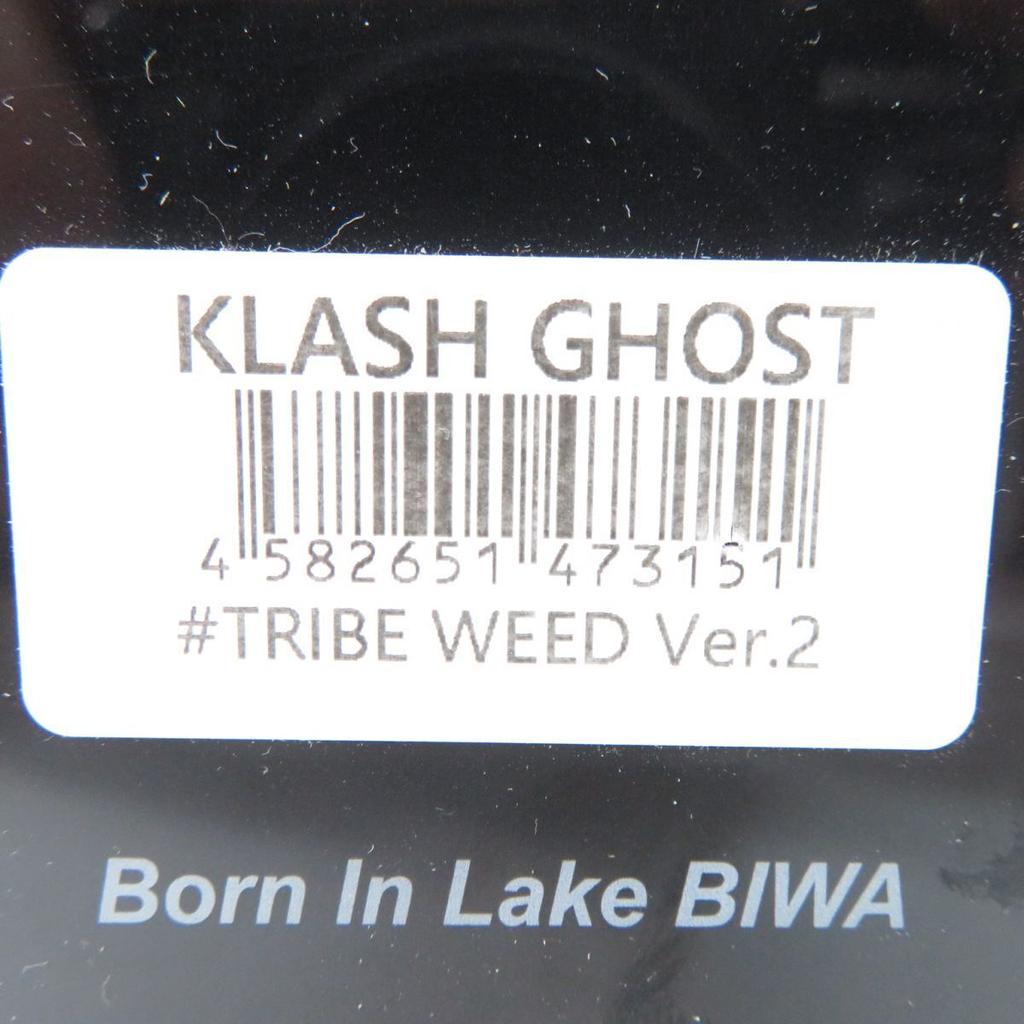 KLASH GHOST
4 582651 473151
#TRIBE WEED Ver.2
Born In Lake BIWA